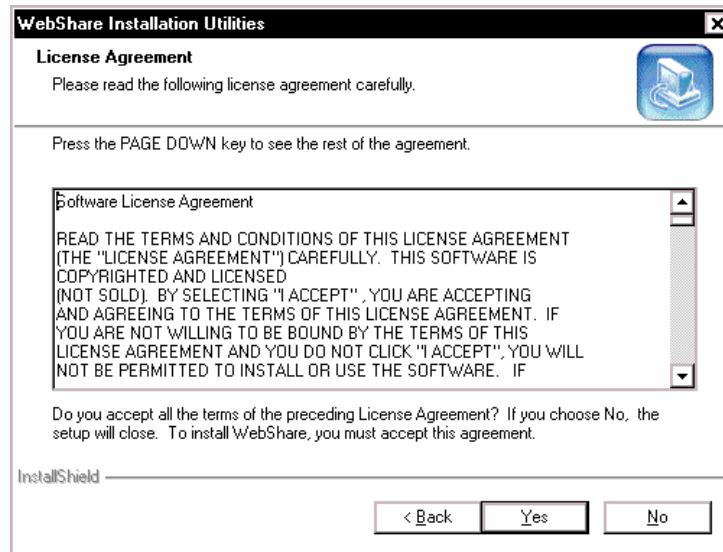 WebShare Installation Utilities
License Agreement
Please read the following license agreement carefully.
Press the PAGE DOWN key to see the rest of the agreement.
Software License Agreement
READ THE TERMS AND CONDITIONS OF THIS LICENSE AGREEMENT
(THE "LICENSE AGREEMENT") CAREFULLY.  THIS SOFTWARE IS
COPYRIGHTED AND LICENSED
(NOT SOLD).  BY SELECTING "I ACCEPT" , YOU ARE ACCEPTING
AND AGREEING TO THE TERMS OF THIS LICENSE AGREEMENT.  IF
YOU ARE NOT WILLING TO BE BOUND BY THE TERMS OF THIS
LICENSE AGREEMENT AND YOU DO NOT CLICK "I ACCEPT", YOU WILL
NOT BE PERMITTED TO INSTALL OR USE THE SOFTWARE.  IF
Do you accept all the terms of the preceding License Agreement?  If you choose No,  the
setup will close.  To install WebShare, you must accept this agreement.
InstallShield
< Back
Yes
No